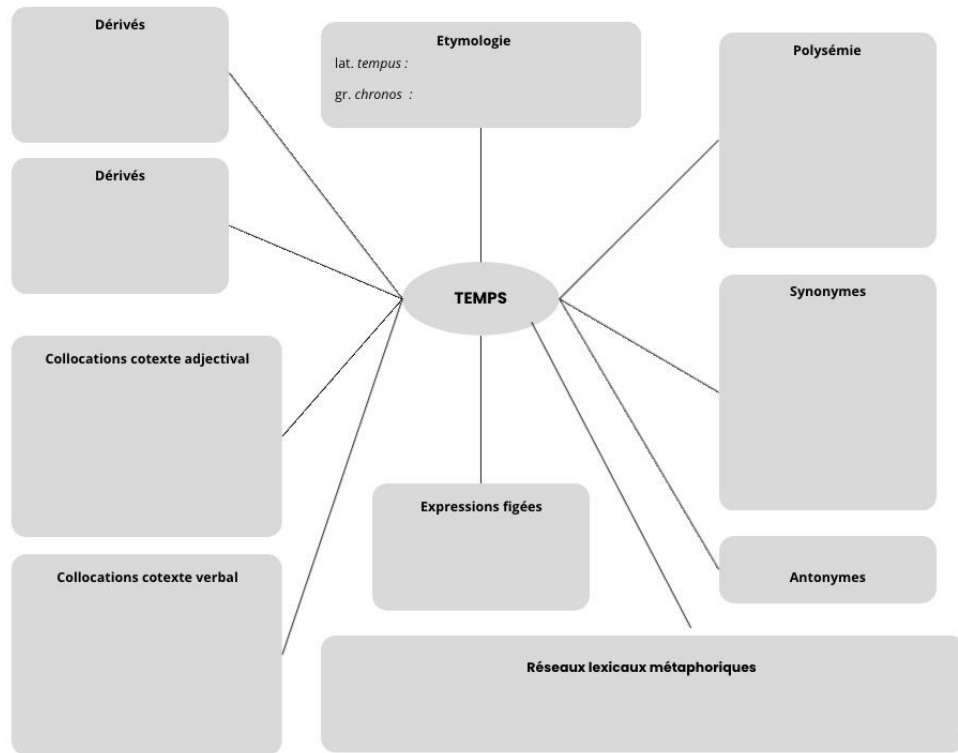 Dérivés
Etymologie
lat. tempus :
gr. chronos :
Polysémie
Dérivés
TEMPS
Synonymes
Collocations cotexte adjectival
Expressions figées
Antonymes
Collocations cotexte verbal
Réseaux lexicaux métaphoriques